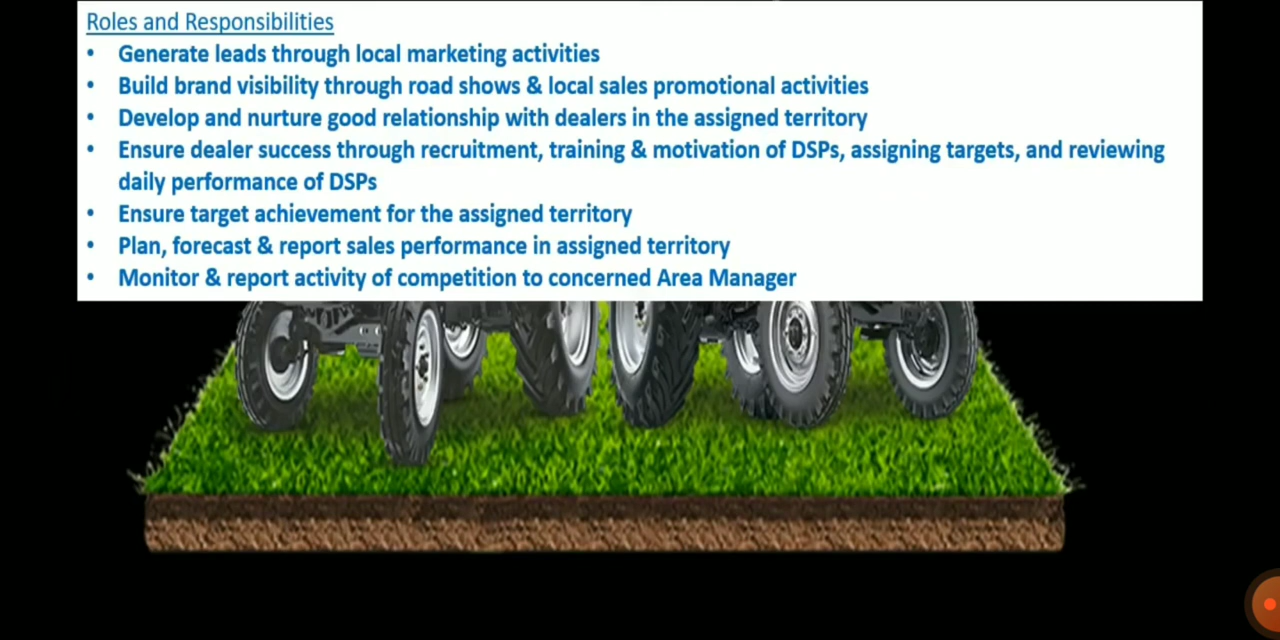 Roles and Responsibilities
• Generate leads through local marketing activities
• Build brand visibility through road shows & local sales promotional activities
• Develop and nurture good relationship with dealers in the assigned territory
• Ensure dealer success through recruitment, training & motivation of DSPs, assigning targets, and reviewing
daily performance of DSPs
• Ensure target achievement for the assigned territory
• Plan, forecast & report sales performance in assigned territory
• Monitor & report activity of competition to concerned Area Manager